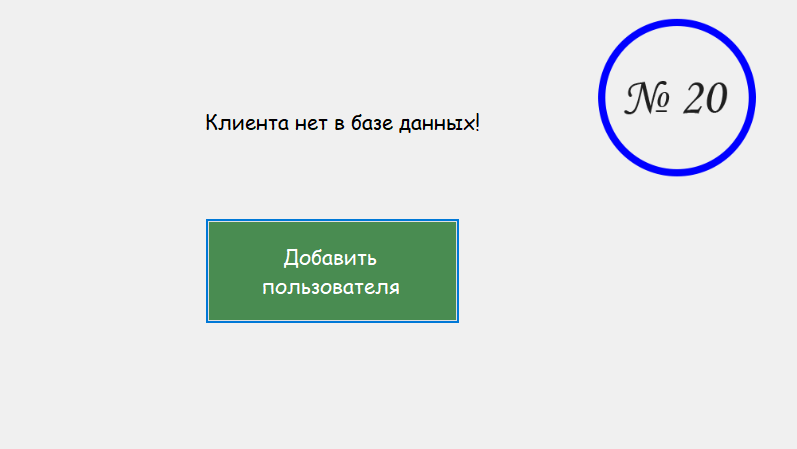 № 20
Клиента нет в базе данных!
Добавить
пользователя